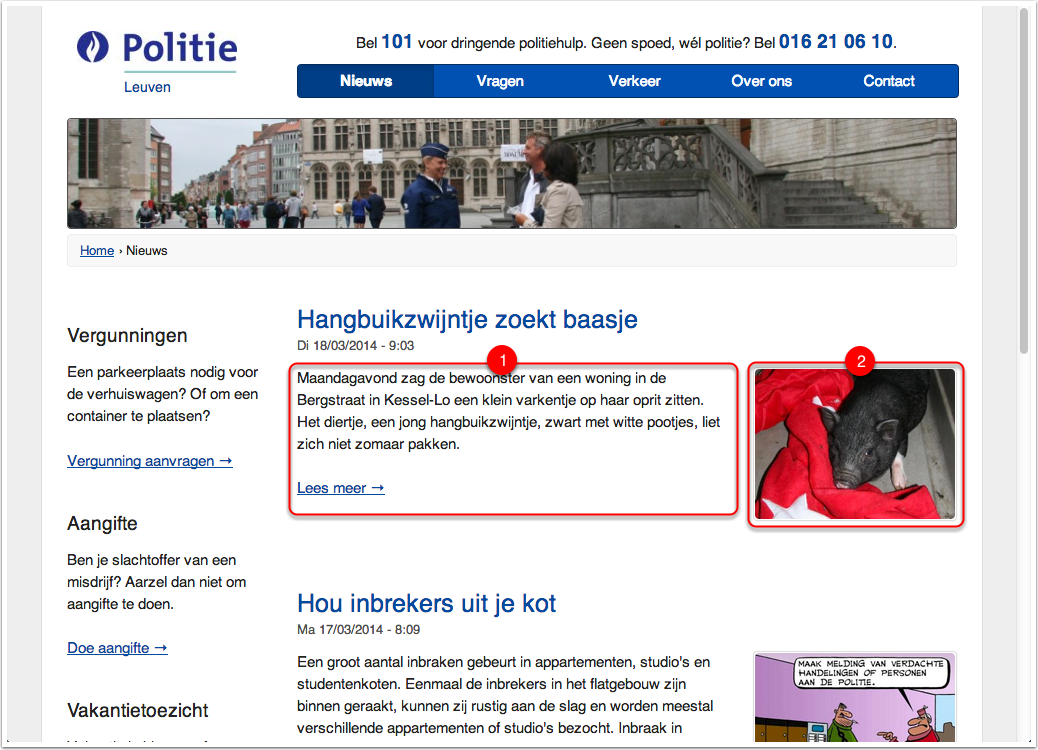 Politie
Leuven
Bel 101 voor dringende politiehulp. Geen spoed, wél politie? Bel 016 21 06 10.
Nieuws Vragen Verkeer Over ons Contact
Home › Nieuws
Vergunningen
Een parkeerplaats nodig voor
de verhuiswagen? Of om een
container te plaatsen?
Vergunning aanvragen →
Aangifte
Ben je slachtoffer van een
misdrijf? Aarzel dan niet om
aangifte te doen.
Doe aangifte →
Vakantietoezicht
Hangbuikzwijntje zoekt baasje
Di 18/03/2014 - 9:03
1
Maandagavond zag de bewoonster van een woning in de
Bergstraat in Kessel-Lo een klein varkentje op haar oprit zitten.
Het diertje, een jong hangbuikzwijntje, zwart met witte pootjes, liet
zich niet zomaar pakken.
Lees meer →
2
Hou inbrekers uit je kot
Ma 17/03/2014 - 8:09
Een groot aantal inbraken gebeurt in appartementen, studio's en
studentenkoten. Eenmaal de inbrekers in het flatgebouw zijn
binnen geraakt, kunnen zij rustig aan de slag en worden meestal
verschillende appartementen of studio's bezocht. Inbraak in
MAAK MELDING VAN VERDACHTE
HANDELINGEN OF PERSONEN
AAN DE POLITIE.